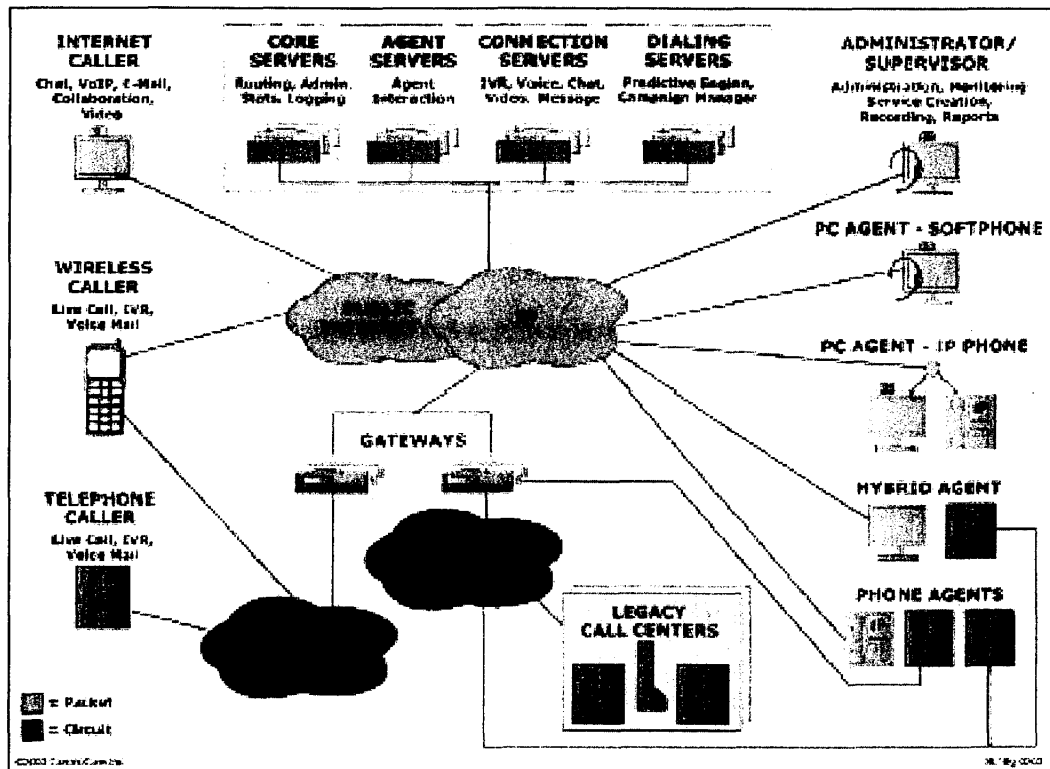 INTERNET
CALLER
Chat, VoIP, E-Mail,
Collaboration,
Video
CORE
SERVERS
Routing, Admin,
Stats, Logging
AGENT
SERVERS
Agent
Interaction
CONNECTION
SERVERS
IVR, Voice, Chat,
Video, Message
DIALING
SERVERS
Predictive Engine,
Campaign Manager
ADMINISTRATOR/
SUPERVISOR
Administration, Monitoring
Service Creation,
Recording, Reports
PC AGENT - SOFTPHONE
WIRELESS
CALLER
Live Call, IVR,
Voice Mail
PC AGENT - IP PHONE
GATEWAYS
HYBRID AGENT
TELEPHONE
CALLER
Live Call, IVR,
Voice Mail
PHONE AGENTS
LEGACY
CALL CENTERS
= Packet
= Circuit